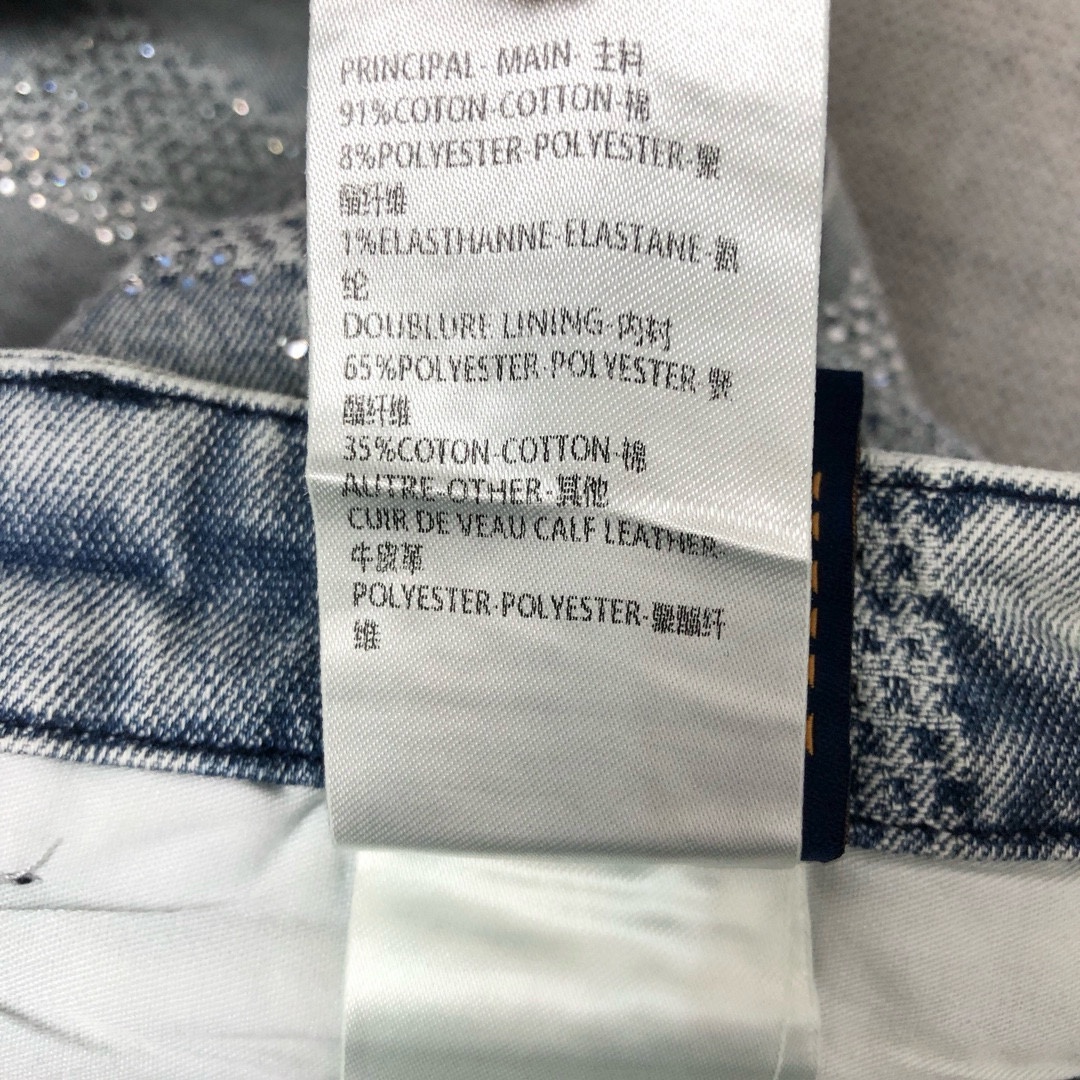 PRINCIPAL- MAIN- 主料
91%COTON-COTTON-棉
8%POLYESTER-POLYESTER-聚
酯纤维
1%ELASTHANNE-ELASTANE-氨
纶
DOUBLURE LINING-内衬
65%POLYESTER-POLYESTER-聚
酯纤维
35%COTON-COTTON-棉
AUTRE-OTHER-其他
CUIR DE VEAU CALF LEATHER-
牛皮革
POLYESTER-POLYESTER-聚酯纤
维